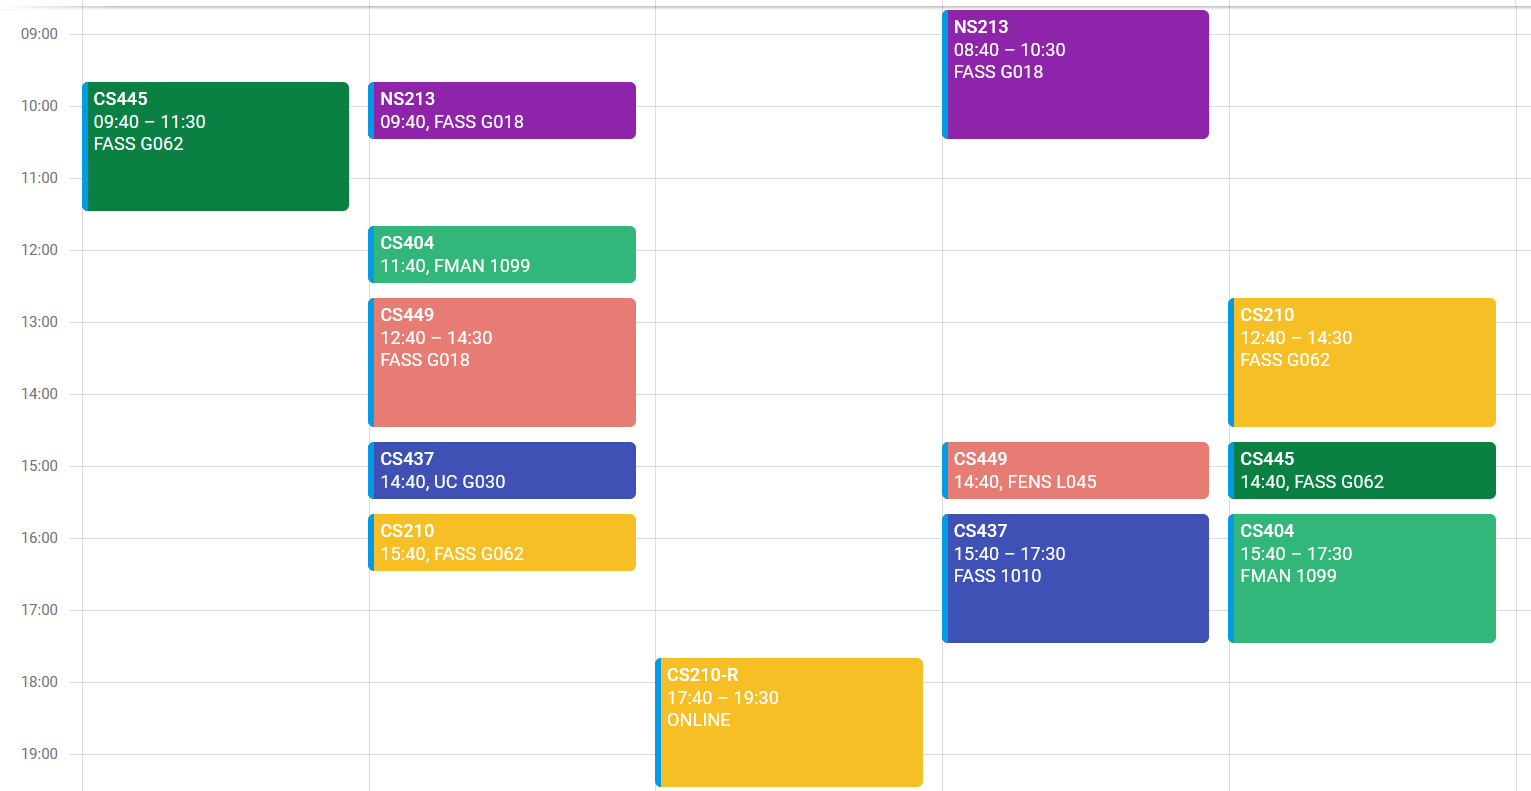 09:00
10:00
11:00
12:00
13:00
14:00
15:00
16:00
17:00
18:00
19:00
CS445
09:40 – 11:30
FASS G062
NS213
09:40, FASS G018
CS404
11:40, FMAN 1099
CS449
12:40 – 14:30
FASS G018
CS437
14:40, UC G030
CS210
15:40, FASS G062
CS210-R
17:40 – 19:30
ONLINE
NS213
08:40 – 10:30
FASS G018
CS449
14:40, FENS L045
CS437
15:40 – 17:30
FASS 1010
CS210
12:40 – 14:30
FASS G062
CS445
14:40, FASS G062
CS404
15:40 – 17:30
FMAN 1099